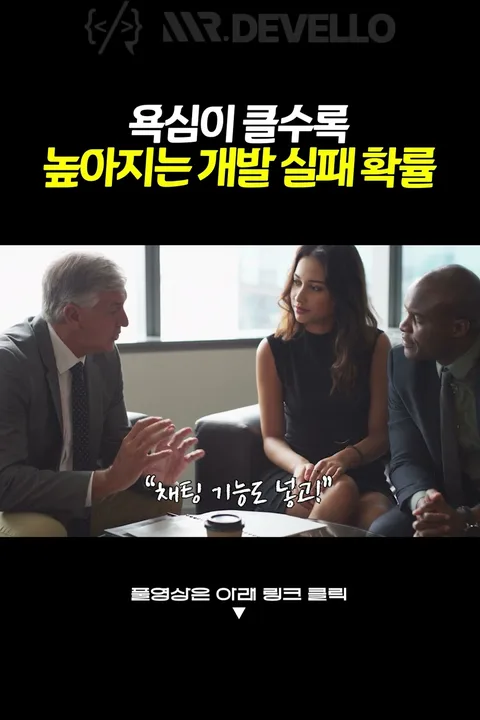 </> MR.DEVELLO
욕심이 클수록
높아지는 개발 실패 확률
“채팅 기능도 넣고!”
풀영상은 아래 링크 클릭